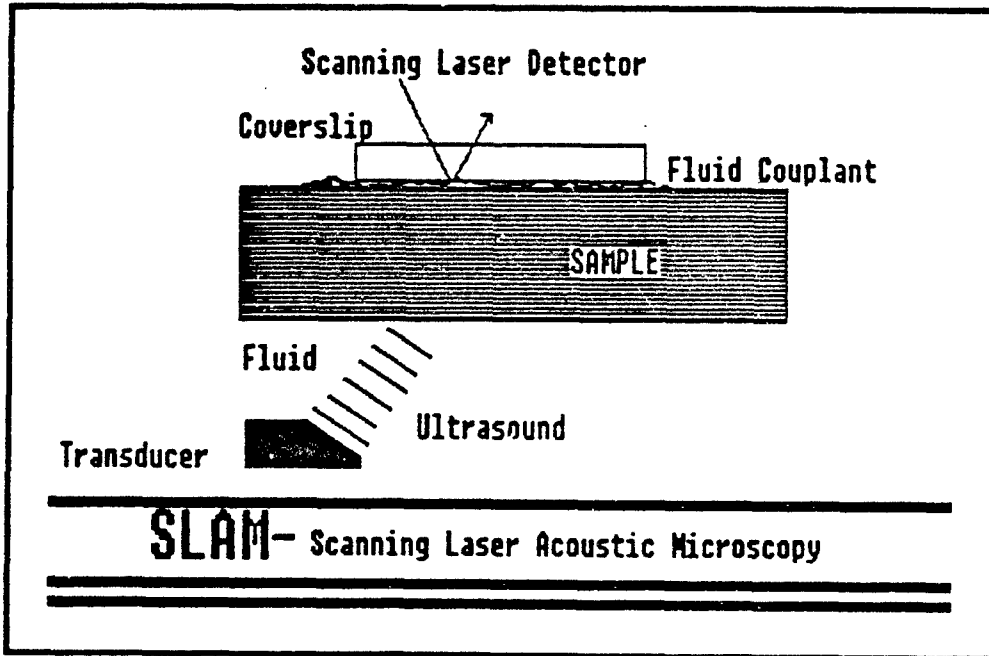 Scanning Laser Detector
Coverslip
Fluid Couplant
SAMPLE
Fluid
Ultrasound
Transducer
SLAM- Scanning Laser Acoustic Microscopy